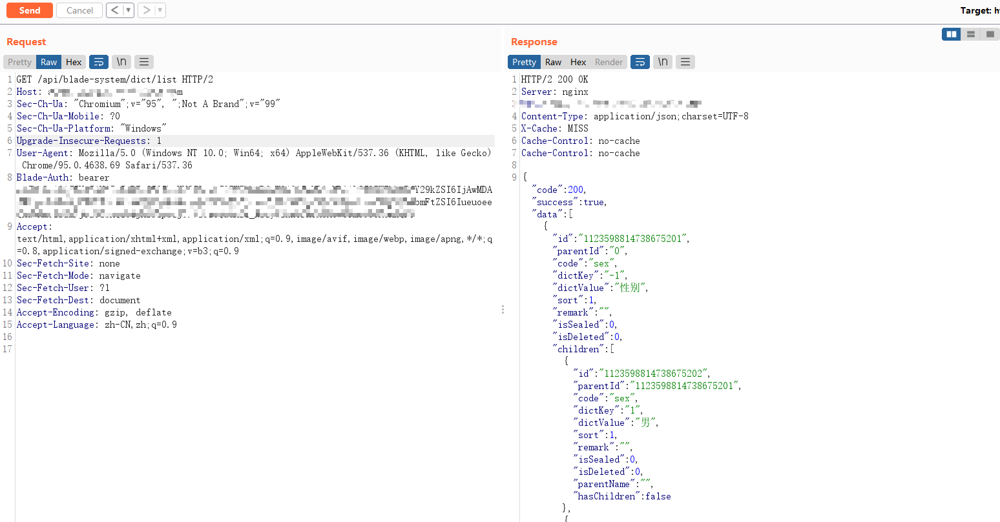 Send
Cancel
< ▼
> ▼
Target: h
Request
Pretty Raw Hex \n
1 GET /api/blade-system/dict/list HTTP/2
2 Host:
3 Sec-Ch-Ua: "Chromium";v="95", ";Not A Brand";v="99"
4 Sec-Ch-Ua-Mobile: ?0
5 Sec-Ch-Ua-Platform: "Windows"
6 Upgrade-Insecure-Requests: 1
7 User-Agent: Mozilla/5.0 (Windows NT 10.0; Win64; x64) AppleWebKit/537.36 (KHTML, like Gecko)
Chrome/95.0.4638.69 Safari/537.36
8 Blade-Auth: bearer
Y29kZSI6IjAwMDA
bmFtZSI6Iueuoee
9 Accept:
text/html,application/xhtml+xml,application/xml;q=0.9,image/avif,image/webp,image/apng,*/*;q
=0.8,application/signed-exchange;v=b3;q=0.9
10 Sec-Fetch-Site: none
11 Sec-Fetch-Mode: navigate
12 Sec-Fetch-User: ?1
13 Sec-Fetch-Dest: document
14 Accept-Encoding: gzip, deflate
15 Accept-Language: zh-CN,zh;q=0.9
16
17
Response
Pretty Raw Hex Render \n
1 HTTP/2 200 OK
2 Server: nginx
4 Content-Type: application/json;charset=UTF-8
5 X-Cache: MISS
6 Cache-Control: no-cache
7 Cache-Control: no-cache
8
9 {
"code":200,
"success":true,
"data":[
{
"id":"1123598814738675201",
"parentId":"0",
"code":"sex",
"dictKey":"-1",
"dictValue":"性别",
"sort":1,
"remark":"",
"isSealed":0,
"isDeleted":0,
"children":[
{
"id":"1123598814738675202",
"parentId":"1123598814738675201",
"code":"sex",
"dictKey":"1",
"dictValue":"男",
"sort":1,
"remark":"",
"isSealed":0,
"isDeleted":0,
"parentName":"",
"hasChildren":false
},
{